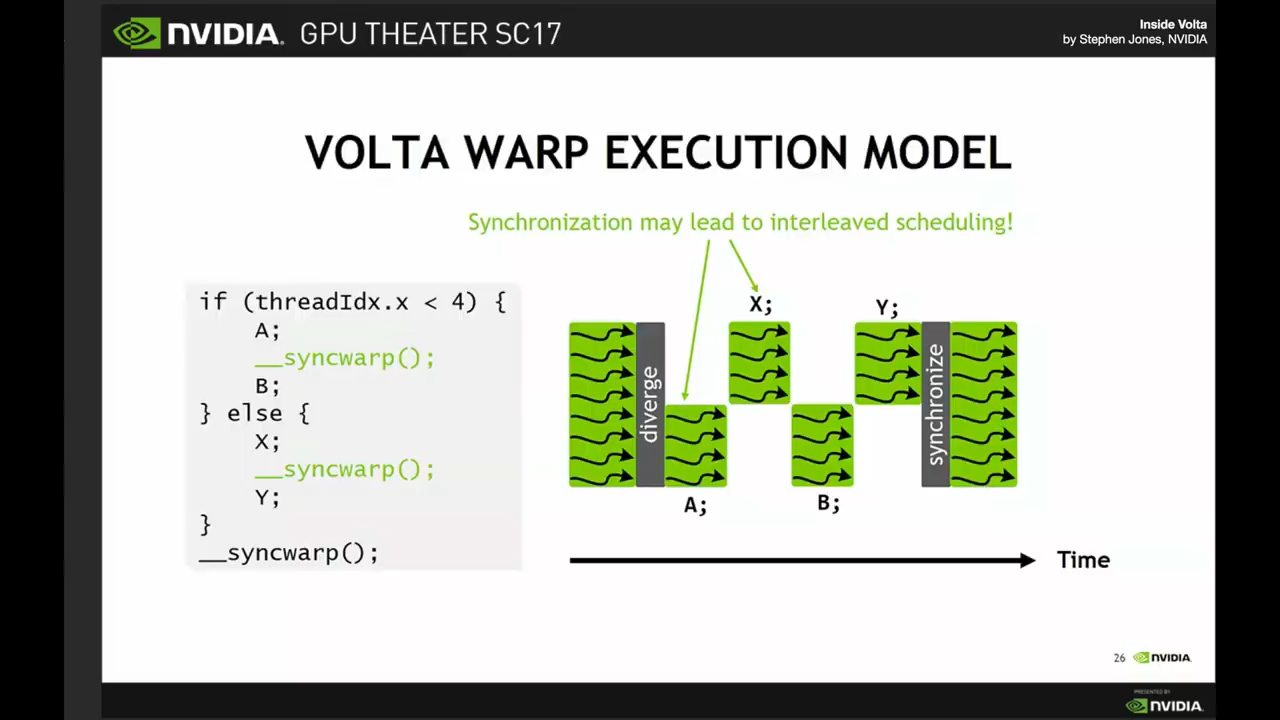 NVIDIA. GPU THEATER SC17
Inside Volta
by Stephen Jones, NVIDIA
VOLTA WARP EXECUTION MODEL
Synchronization may lead to interleaved scheduling!
if (threadIdx.x < 4) {
A;
__syncwarp();
B;
} else {
X;
__syncwarp();
Y;
}
__syncwarp();
diverge
A;
X;
B;
Y;
synchronize
Time
26 NVIDIA.
PRESENTED BY
NVIDIA.